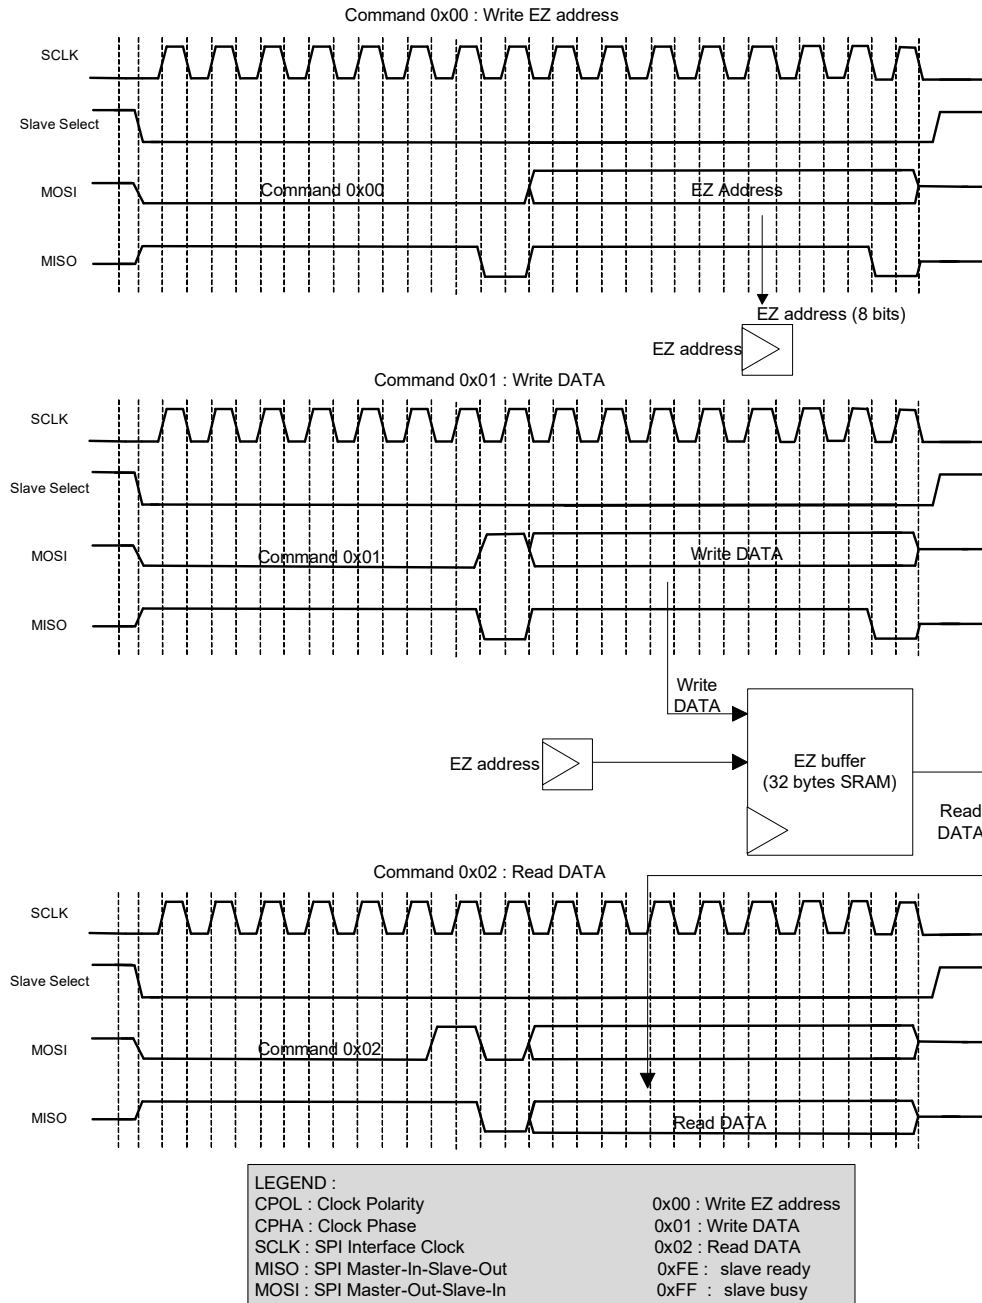 Command 0x00 : Write EZ address
SCLK
Slave Select
MOSI
Command 0x00
EZ Address
MISO
EZ address (8 bits)
EZ address
Command 0x01 : Write DATA
SCLK
Slave Select
MOSI
Command 0x01
Write DATA
MISO
Write
DATA
EZ address
EZ buffer
(32 bytes SRAM)
Read
DATA
Command 0x02 : Read DATA
SCLK
Slave Select
MOSI
Command 0x02
MISO
Read DATA
LEGEND :
CPOL : Clock Polarity 0x00 : Write EZ address
CPHA : Clock Phase 0x01 : Write DATA
SCLK : SPI Interface Clock 0x02 : Read DATA
MISO : SPI Master-In-Slave-Out 0xFE : slave ready
MOSI : SPI Master-Out-Slave-In 0xFF : slave busy